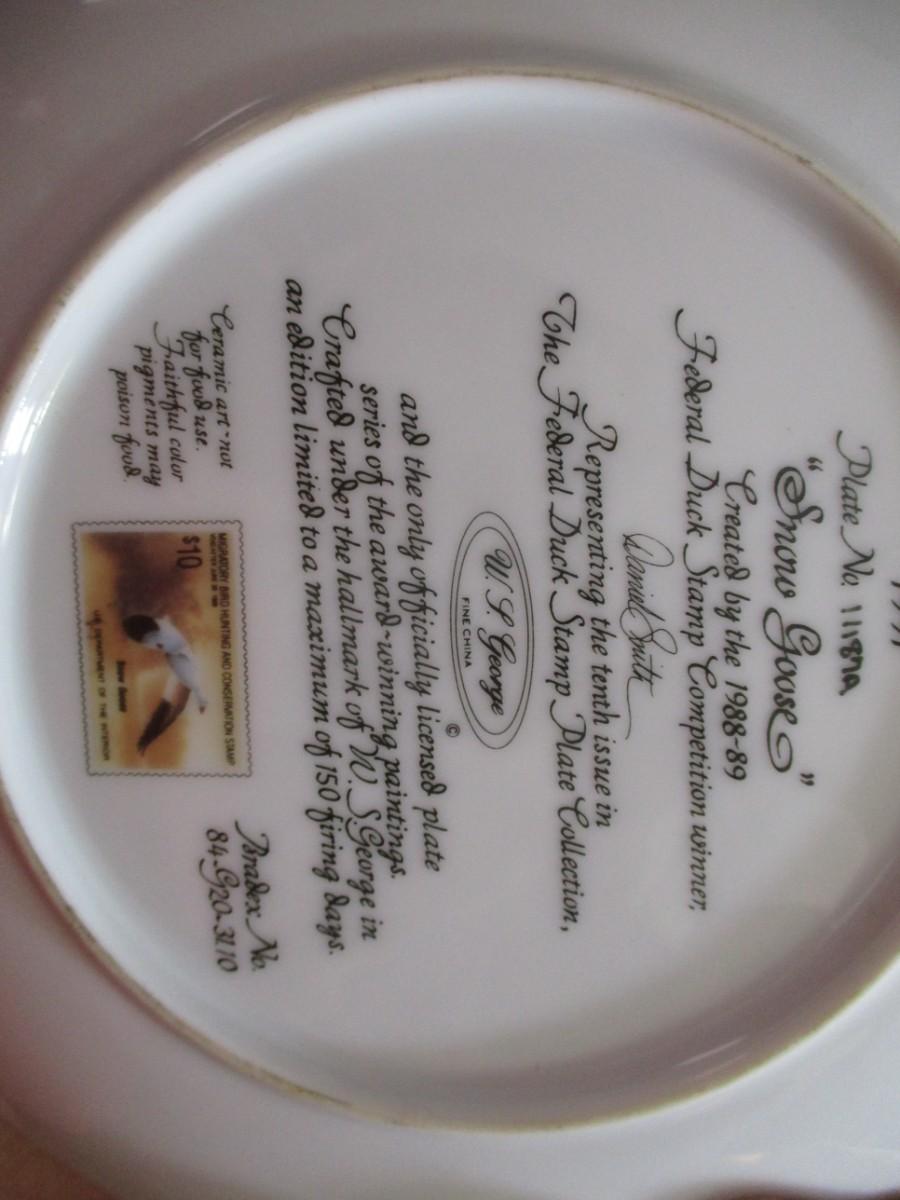 Plate No. 1118NA
"Snow Goose"
Created by the 1988-89
Federal Duck Stamp Competition winner,
Daniel Smith
Representing the tenth issue in
The Federal Duck Stamp Plate Collection,
W. S. George
FINE CHINA
©
and the only officially licensed plate
series of the award-winning paintings.
Crafted under the hallmark of W. S. George in
an edition limited to a maximum of 150 firing days.
Ceramic art-not
for food use.
Faithful color
pigments may
poison food.
MIGRATORY BIRD HUNTING AND CONSERVATION STAMP
$10
Snow Goose
U.S. DEPARTMENT OF THE INTERIOR
Bradex No.
84-G20-31.10